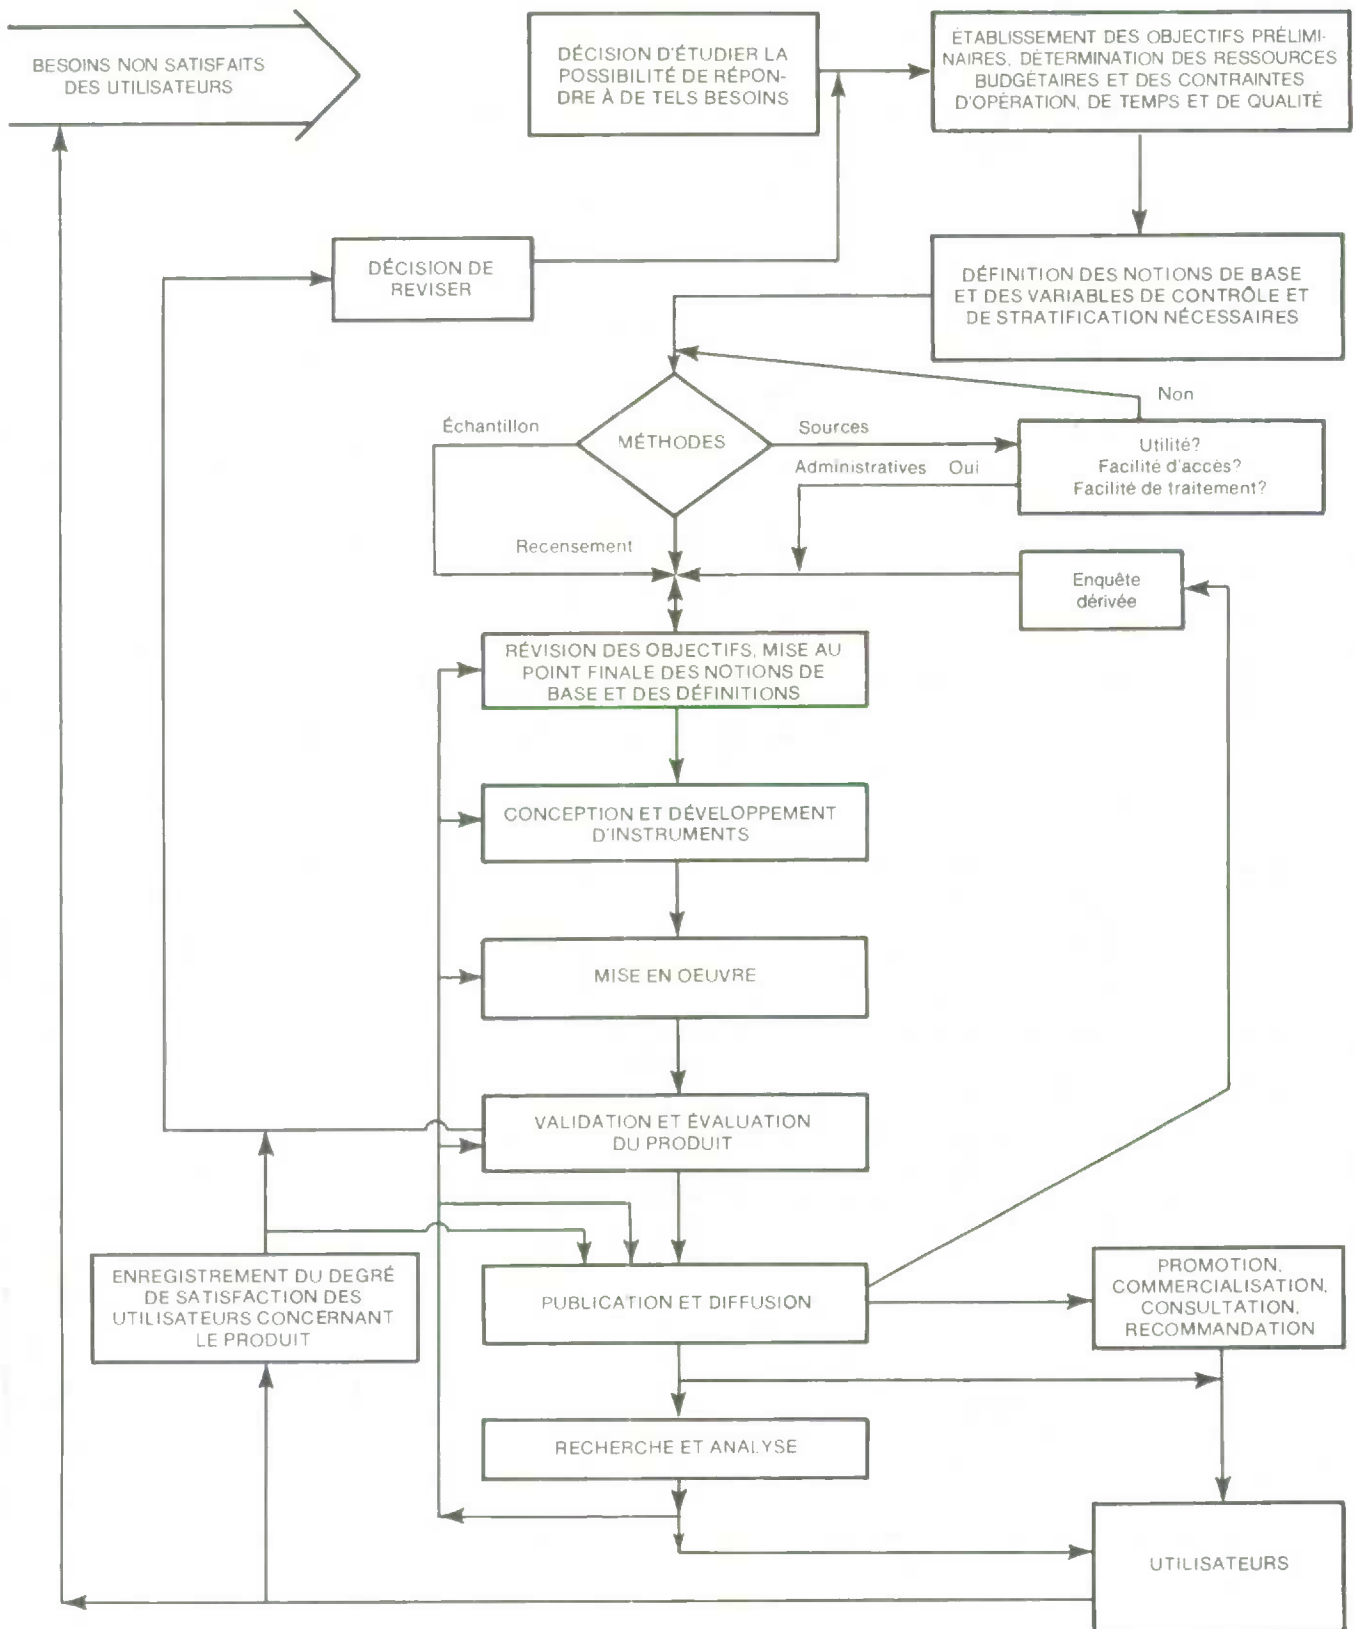 BESOINS NON SATISFAITS
DES UTILISATEURS
DÉCISION D'ÉTUDIER LA
POSSIBILITÉ DE RÉPON-
DRE À DE TELS BESOINS
ÉTABLISSEMENT DES OBJECTIFS PRÉLIMI-
NAIRES, DÉTERMINATION DES RESSOURCES
BUDGÉTAIRES ET DES CONTRAINTES
D'OPÉRATION, DE TEMPS ET DE QUALITÉ
DÉCISION DE
REVISER
DÉFINITION DES NOTIONS DE BASE
ET DES VARIABLES DE CONTRÔLE ET
DE STRATIFICATION NÉCESSAIRES
Non
Échantillon
MÉTHODES
Sources
Administratives Oui
Utilité?
Facilité d'accès?
Facilité de traitement?
Recensement
Enquête
dérivée
RÉVISION DES OBJECTIFS, MISE AU
POINT FINALE DES NOTIONS DE
BASE ET DES DÉFINITIONS
CONCEPTION ET DÉVELOPPEMENT
D'INSTRUMENTS
MISE EN OEUVRE
VALIDATION ET ÉVALUATION
DU PRODUIT
ENREGISTREMENT DU DEGRÉ
DE SATISFACTION DES
UTILISATEURS CONCERNANT
LE PRODUIT
PUBLICATION ET DIFFUSION
PROMOTION,
COMMERCIALISATION,
CONSULTATION,
RECOMMANDATION
RECHERCHE ET ANALYSE
UTILISATEURS